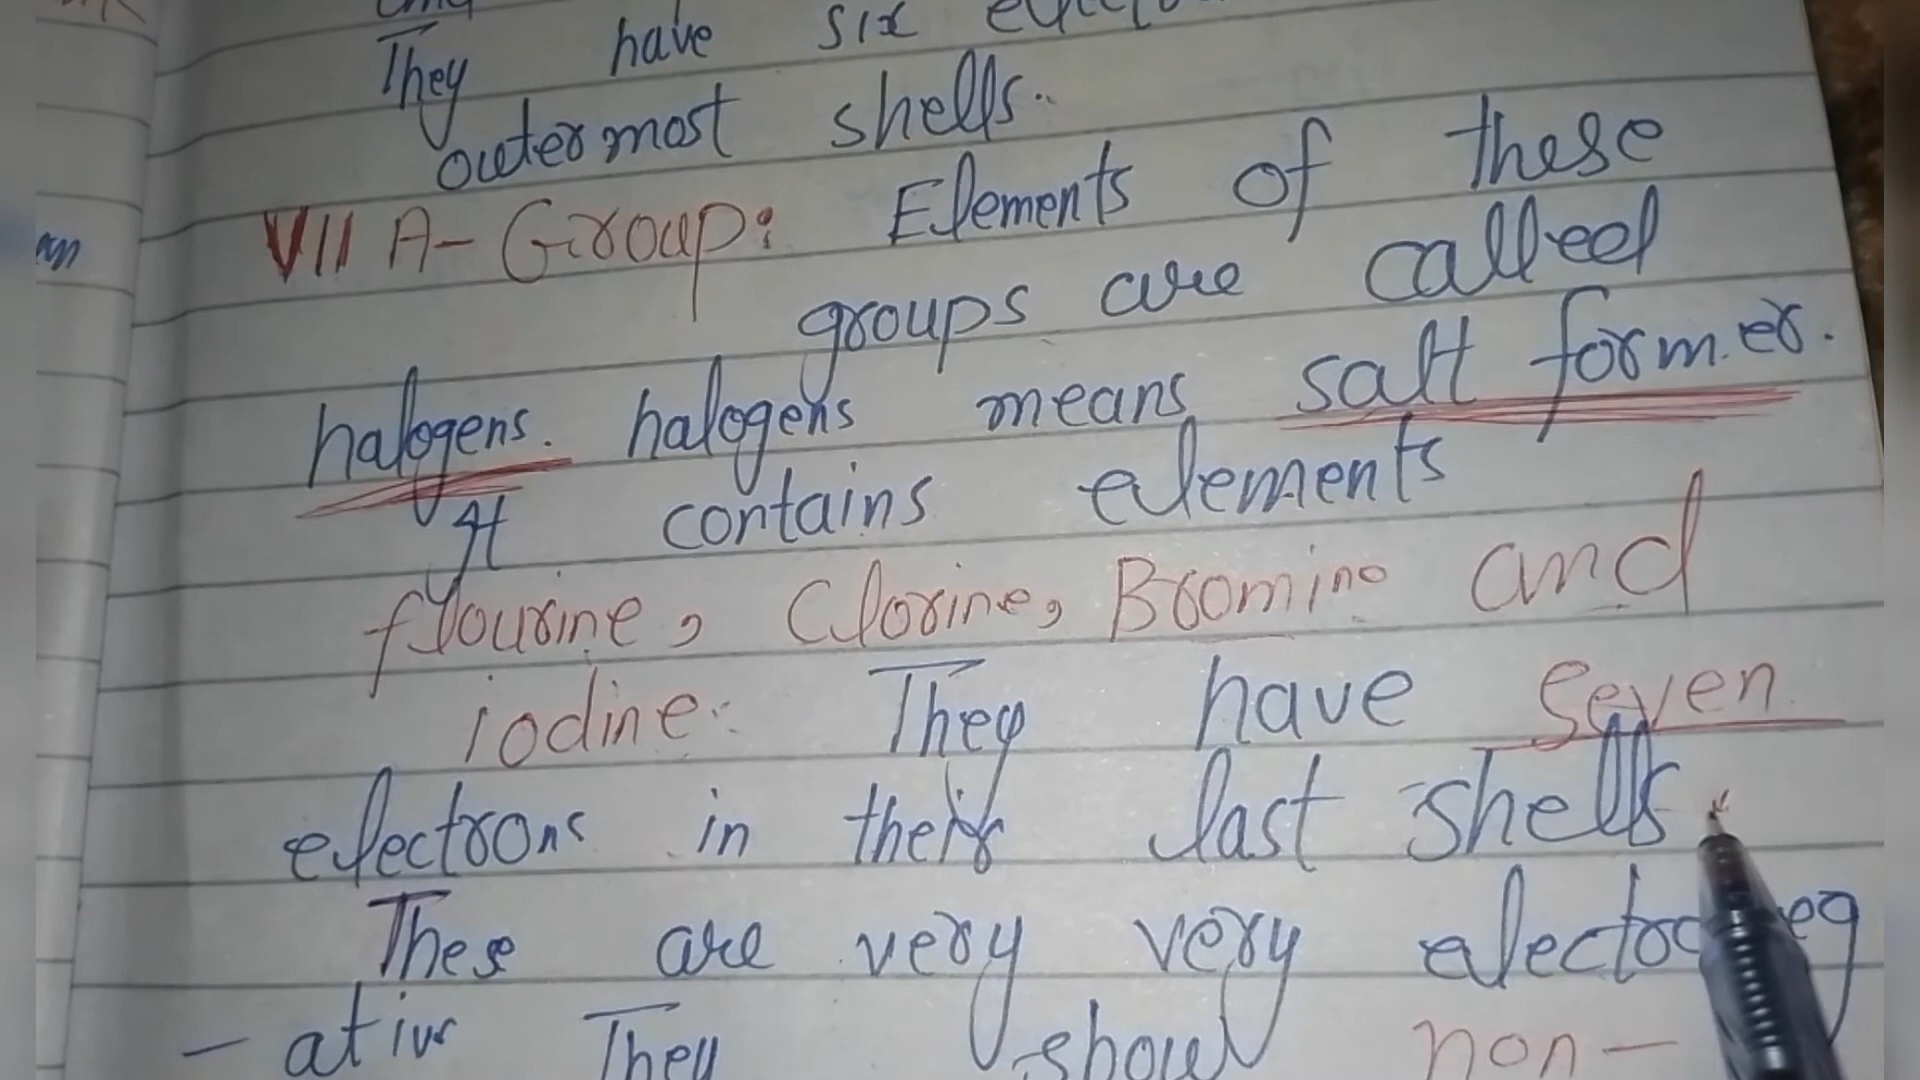 They have six
outermost shells.
VII A- Group: Elements of these
groups are called
halogens. halogens means salt former.
It contains elements
flourine, Clorine, Bromine and
iodine. They have seven
electrons in their last shells.
These are very very electroneg
- ative They show non-